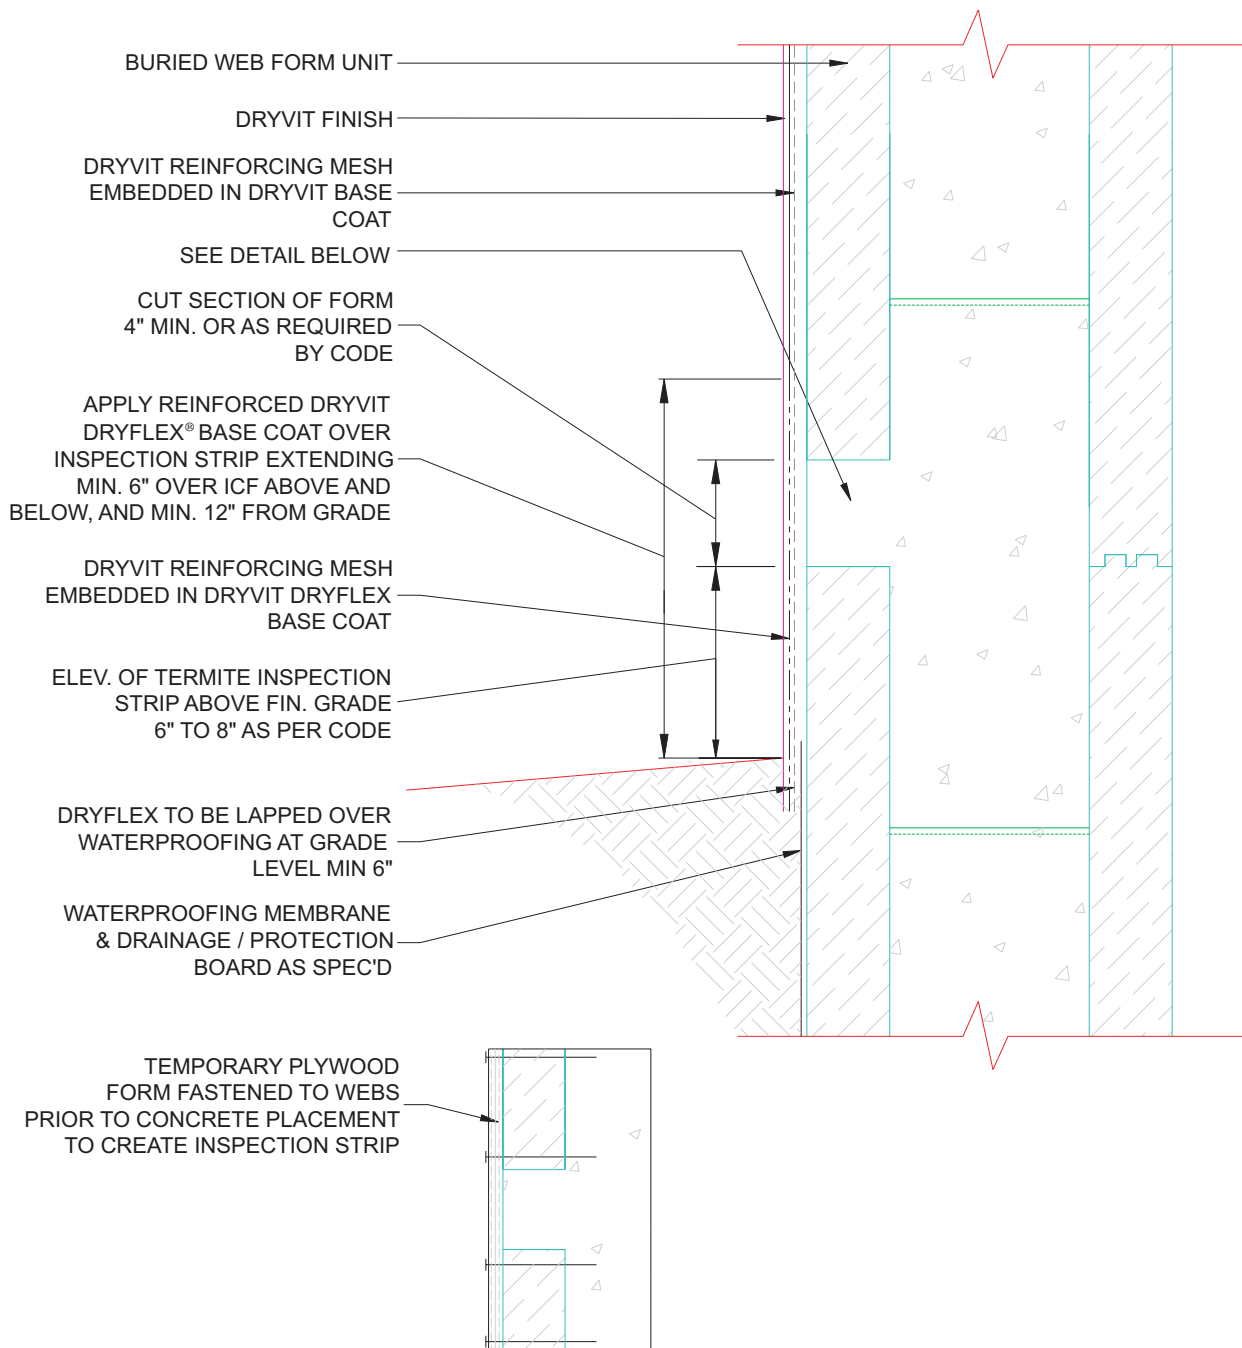 BURIED WEB FORM UNIT
DRYVIT FINISH
DRYVIT REINFORCING MESH
EMBEDDED IN DRYVIT BASE
COAT
SEE DETAIL BELOW
CUT SECTION OF FORM
4" MIN. OR AS REQUIRED
BY CODE
APPLY REINFORCED DRYVIT
DRYFLEX® BASE COAT OVER
INSPECTION STRIP EXTENDING
MIN. 6" OVER ICF ABOVE AND
BELOW, AND MIN. 12" FROM GRADE
DRYVIT REINFORCING MESH
EMBEDDED IN DRYVIT DRYFLEX
BASE COAT
ELEV. OF TERMITE INSPECTION
STRIP ABOVE FIN. GRADE
6" TO 8" AS PER CODE
DRYFLEX TO BE LAPPED OVER
WATERPROOFING AT GRADE
LEVEL MIN 6"
WATERPROOFING MEMBRANE
& DRAINAGE / PROTECTION
BOARD AS SPEC'D
TEMPORARY PLYWOOD
FORM FASTENED TO WEBS
PRIOR TO CONCRETE PLACEMENT
TO CREATE INSPECTION STRIP